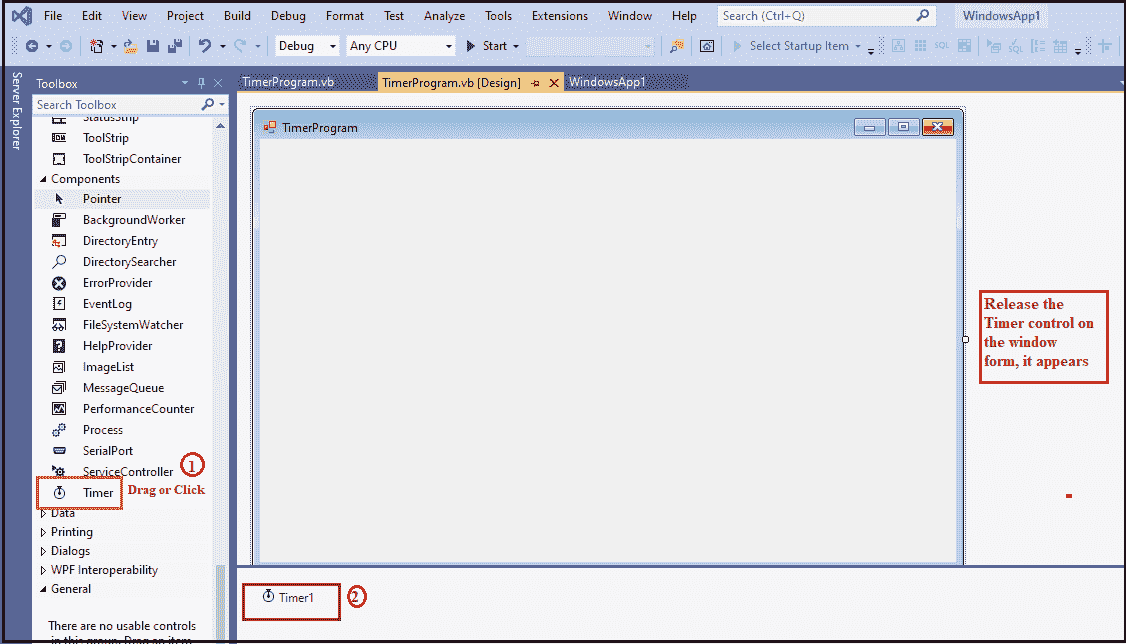 File Edit View Project Build Debug Format Test Analyze Tools Extensions Window Help Search (Ctrl+Q) WindowsApp1
Debug Any CPU Start Select Startup Item SQL
Server Explorer
Toolbox
Search Toolbox
StatusStrip
ToolStrip
ToolStripContainer
Components
Pointer
BackgroundWorker
DirectoryEntry
DirectorySearcher
ErrorProvider
EventLog
FileSystemWatcher
HelpProvider
ImageList
MessageQueue
PerformanceCounter
Process
SerialPort
ServiceController
1
Timer
Drag or Click
Data
Printing
Dialogs
WPF Interoperability
General
There are no usable controls
in this group. Drag an item
TimerProgram.vb TimerProgram.vb [Design] WindowsApp1
TimerProgram
Release the
Timer control on
the window
form, it appears
Timer1
2